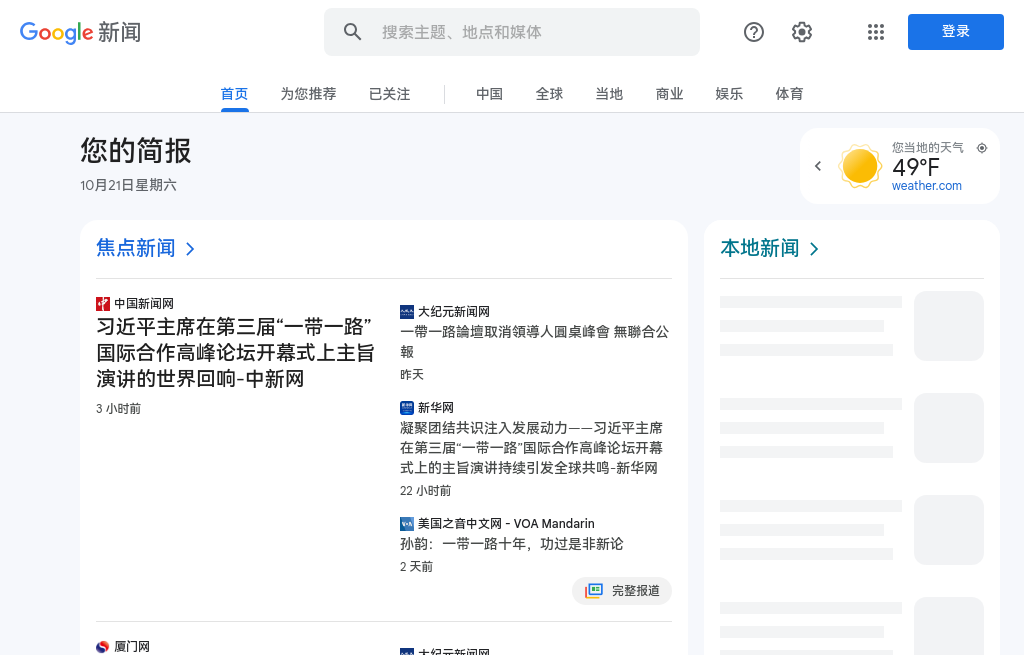 Google 新闻
搜索主题、地点和媒体
登录
首页
为您推荐
已关注
中国
全球
当地
商业
娱乐
体育
您的简报
10月21日星期六
您当地的天气
49°F
weather.com
焦点新闻
中国新闻网
习近平主席在第三届“一带一路”
国际合作高峰论坛开幕式上主旨
演讲的世界回响-中新网
3 小时前
大纪元新闻网
一帶一路論壇取消領導人圓桌峰會 無聯合公
報
昨天
新华网
凝聚团结共识注入发展动力——习近平主席
在第三届“一带一路”国际合作高峰论坛开幕
式上的主旨演讲持续引发全球共鸣-新华网
22 小时前
美国之音中文网 - VOA Mandarin
孙韵：一带一路十年，功过是非新论
2 天前
完整报道
厦门网
大纪元新闻网
本地新闻